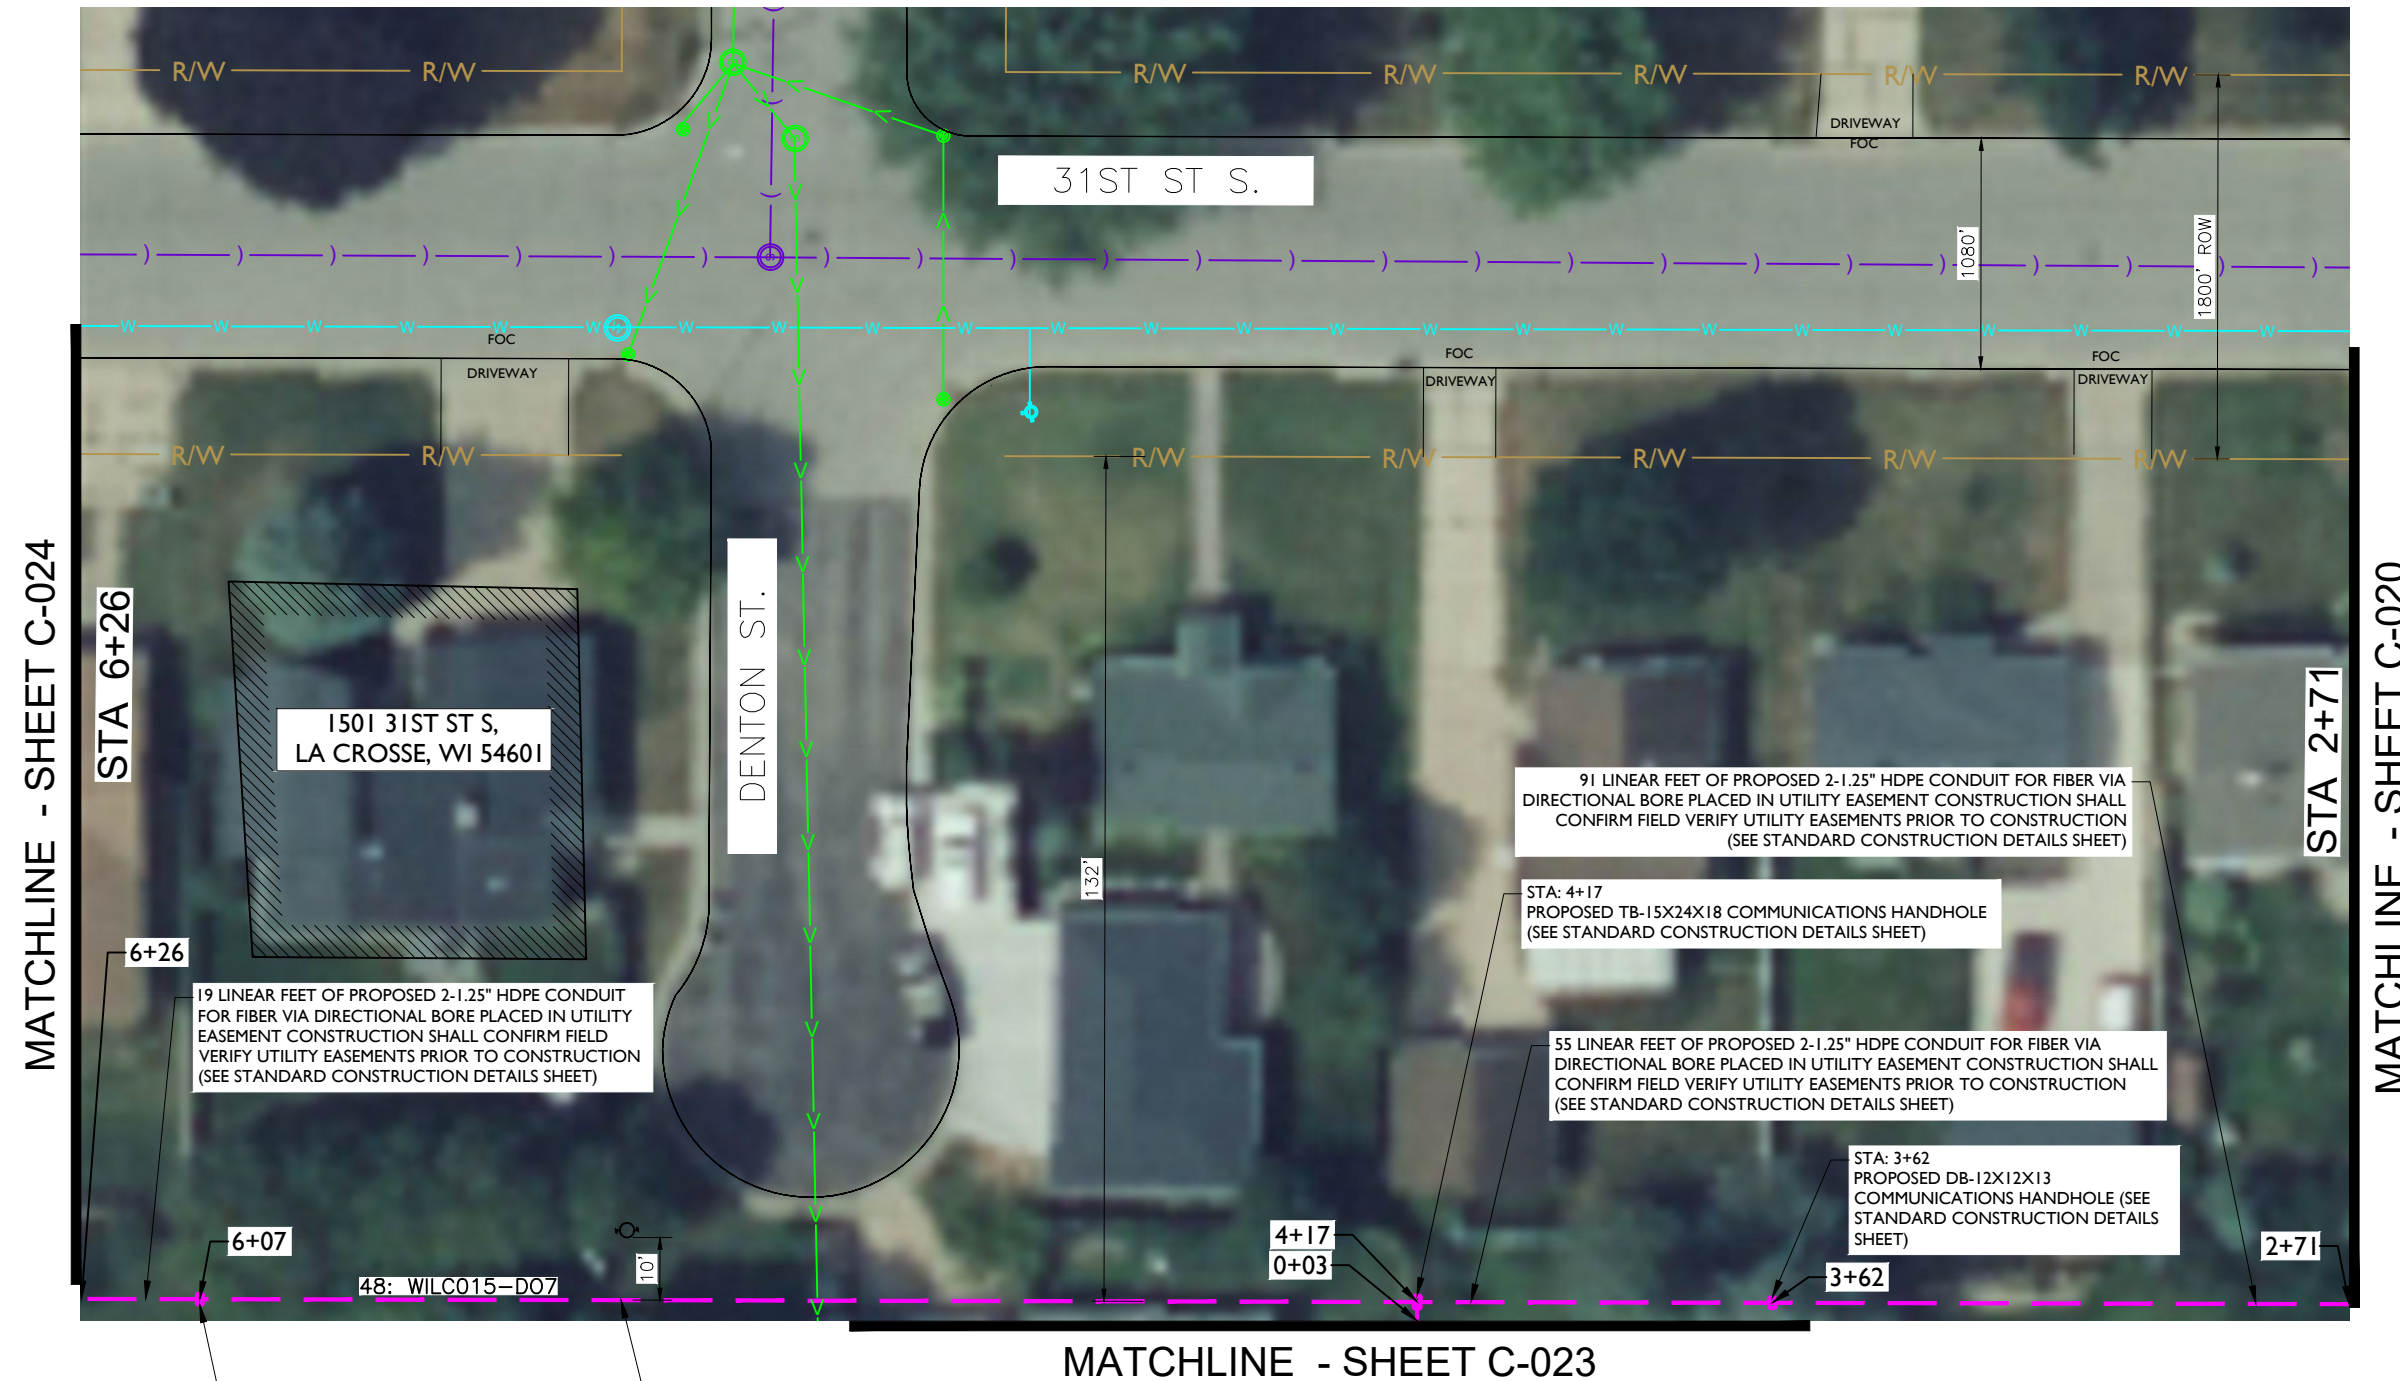 R/W R/W R/W R/W R/W R/W R/W
DRIVEWAY
FOC
31ST ST S.
1080'
1800' ROW
W W W W W W W W W W W W W W W W W W W W W W W W
FOC
DRIVEWAY
FOC
DRIVEWAY
FOC
DRIVEWAY
R/W R/W R/W R/W R/W R/W R/W
MATCHLINE - SHEET C-024
STA 6+26
1501 31ST ST S,
LA CROSSE, WI 54601
DENTON ST.
132'
STA 2+71
MATCHLINE - SHEET C-020
91 LINEAR FEET OF PROPOSED 2-1.25" HDPE CONDUIT FOR FIBER VIA
DIRECTIONAL BORE PLACED IN UTILITY EASEMENT CONSTRUCTION SHALL
CONFIRM FIELD VERIFY UTILITY EASEMENTS PRIOR TO CONSTRUCTION
(SEE STANDARD CONSTRUCTION DETAILS SHEET)
STA: 4+17
PROPOSED TB-15X24X18 COMMUNICATIONS HANDHOLE
(SEE STANDARD CONSTRUCTION DETAILS SHEET)
6+26
19 LINEAR FEET OF PROPOSED 2-1.25" HDPE CONDUIT
FOR FIBER VIA DIRECTIONAL BORE PLACED IN UTILITY
EASEMENT CONSTRUCTION SHALL CONFIRM FIELD
VERIFY UTILITY EASEMENTS PRIOR TO CONSTRUCTION
(SEE STANDARD CONSTRUCTION DETAILS SHEET)
55 LINEAR FEET OF PROPOSED 2-1.25" HDPE CONDUIT FOR FIBER VIA
DIRECTIONAL BORE PLACED IN UTILITY EASEMENT CONSTRUCTION SHALL
CONFIRM FIELD VERIFY UTILITY EASEMENTS PRIOR TO CONSTRUCTION
(SEE STANDARD CONSTRUCTION DETAILS SHEET)
STA: 3+62
PROPOSED DB-12X12X13
COMMUNICATIONS HANDHOLE (SEE
STANDARD CONSTRUCTION DETAILS
SHEET)
6+07
48: WILC015-D07
10'
4+17
0+03
3+62
2+71
MATCHLINE - SHEET C-023